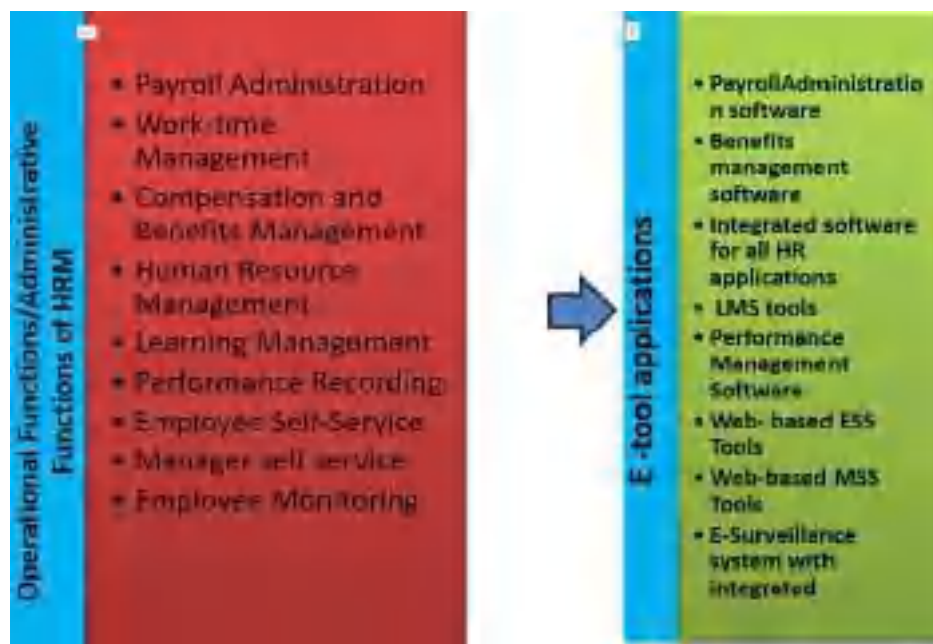 Operational Functions/Administrative
Functions of HRM
• Payroll Administration
• Work-time
Management
• Compensation and
Benefits Management
• Human Resource
Management
• Learning Management
• Performance Recording
• Employee Self-Service
• Manager self service
• Employee Monitoring
E -tool applications
• PayrollAdministratio
n software
• Benefits
management
software
• Integrated software
for all HR
applications
• LMS tools
• Performance
Management
Software
• Web- based ESS
Tools
• Web-based MSS
Tools
• E-Surveillance
system with
integrated